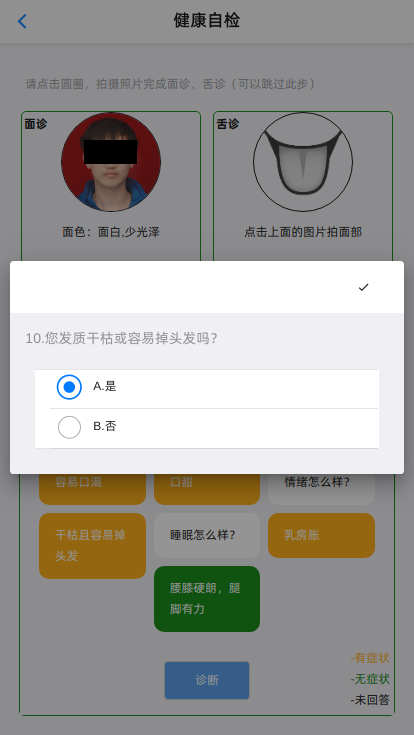 健康自检
请点击圆圈，拍摄照片完成面诊、舌诊（可以跳过此步）
面诊
舌诊
面色：面白,少光泽
点击上面的图片拍面部
10.您发质干枯或容易掉头发吗?
A.是
B.否
容易口渴
口甜
情绪怎么样?
干枯且容易掉
头发
睡眠怎么样?
乳房胀
腰膝硬朗，腿
脚有力
诊断
-有症状
-无症状
-未回答